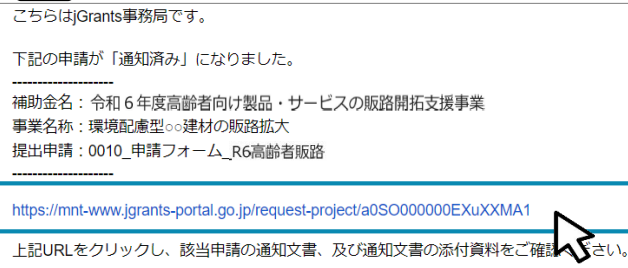 こちらはjGrants事務局です。
下記の申請が「通知済み」になりました。
--------------------
補助金名：令和６年度高齢者向け製品・サービスの販路開拓支援事業
事業名称：環境配慮型○○建材の販路拡大
提出申請：0010_申請フォーム_R6高齢者販路
--------------------
https://mnt-www.jgrants-portal.go.jp/request-project/a0SO000000EXuXXMA1
上記URLをクリックし、該当申請の通知文書、及び通知文書の添付資料をご確認ください。